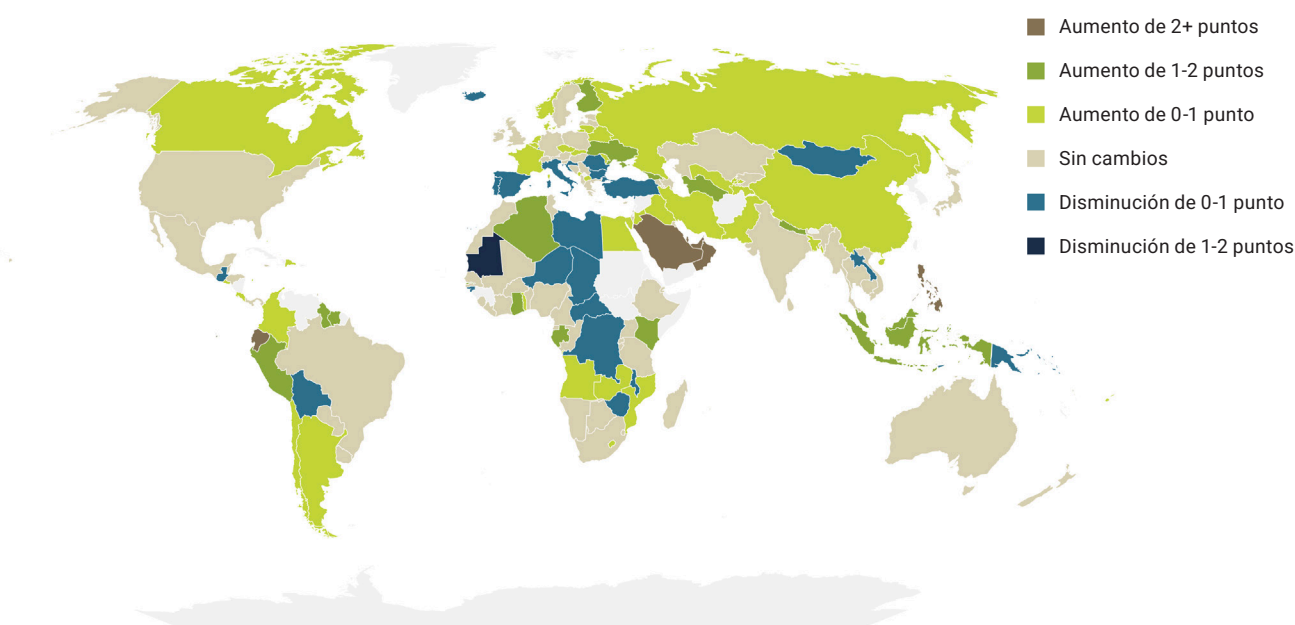 Aumento de 2+ puntos
Aumento de 1-2 puntos
Aumento de 0-1 punto
Sin cambios
Disminución de 0-1 punto
Disminución de 1-2 puntos